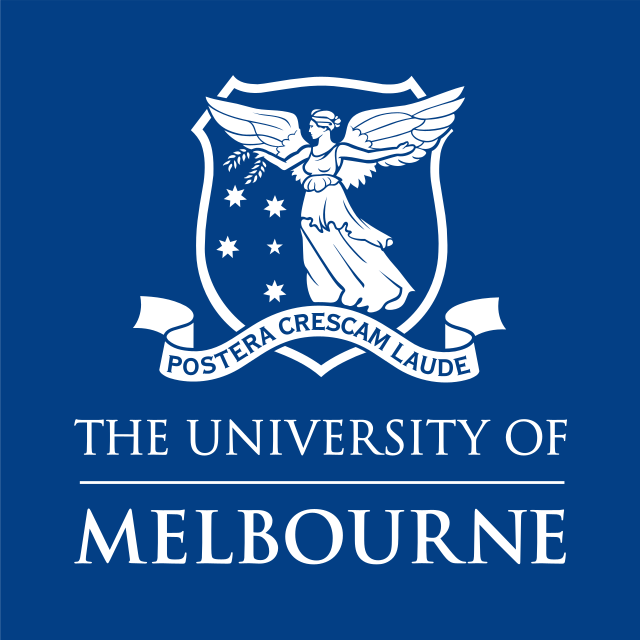 POSTERA CRESCAM LAUDE
THE UNIVERSITY OF
MELBOURNE